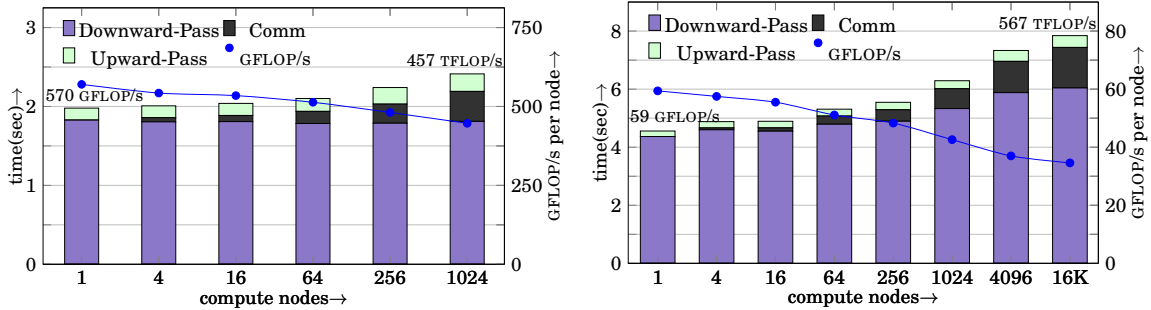 3
2
1
0
time(sec)→
Downward-Pass
Comm
Upward-Pass
GFLOP/s
570 GFLOP/s
457 TFLOP/s
750
500
250
0
GFLOP/s per node→
1 4 16 64 256 1024
compute nodes→
8
6
4
2
0
time(sec)→
Downward-Pass
Comm
Upward-Pass
GFLOP/s
59 GFLOP/s
567 TFLOP/s
80
60
40
20
0
GFLOP/s per node→
1 4 16 64 256 1024 4096 16K
compute nodes→